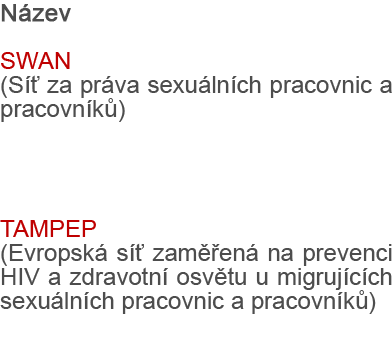 Název
SWAN
(Síť za práva sexuálních pracovnic a
pracovníků)
TAMPEP
(Evropská síť zaměřená na prevenci
HIV a zdravotní osvětu u migrujících
sexuálních pracovnic a pracovníků)